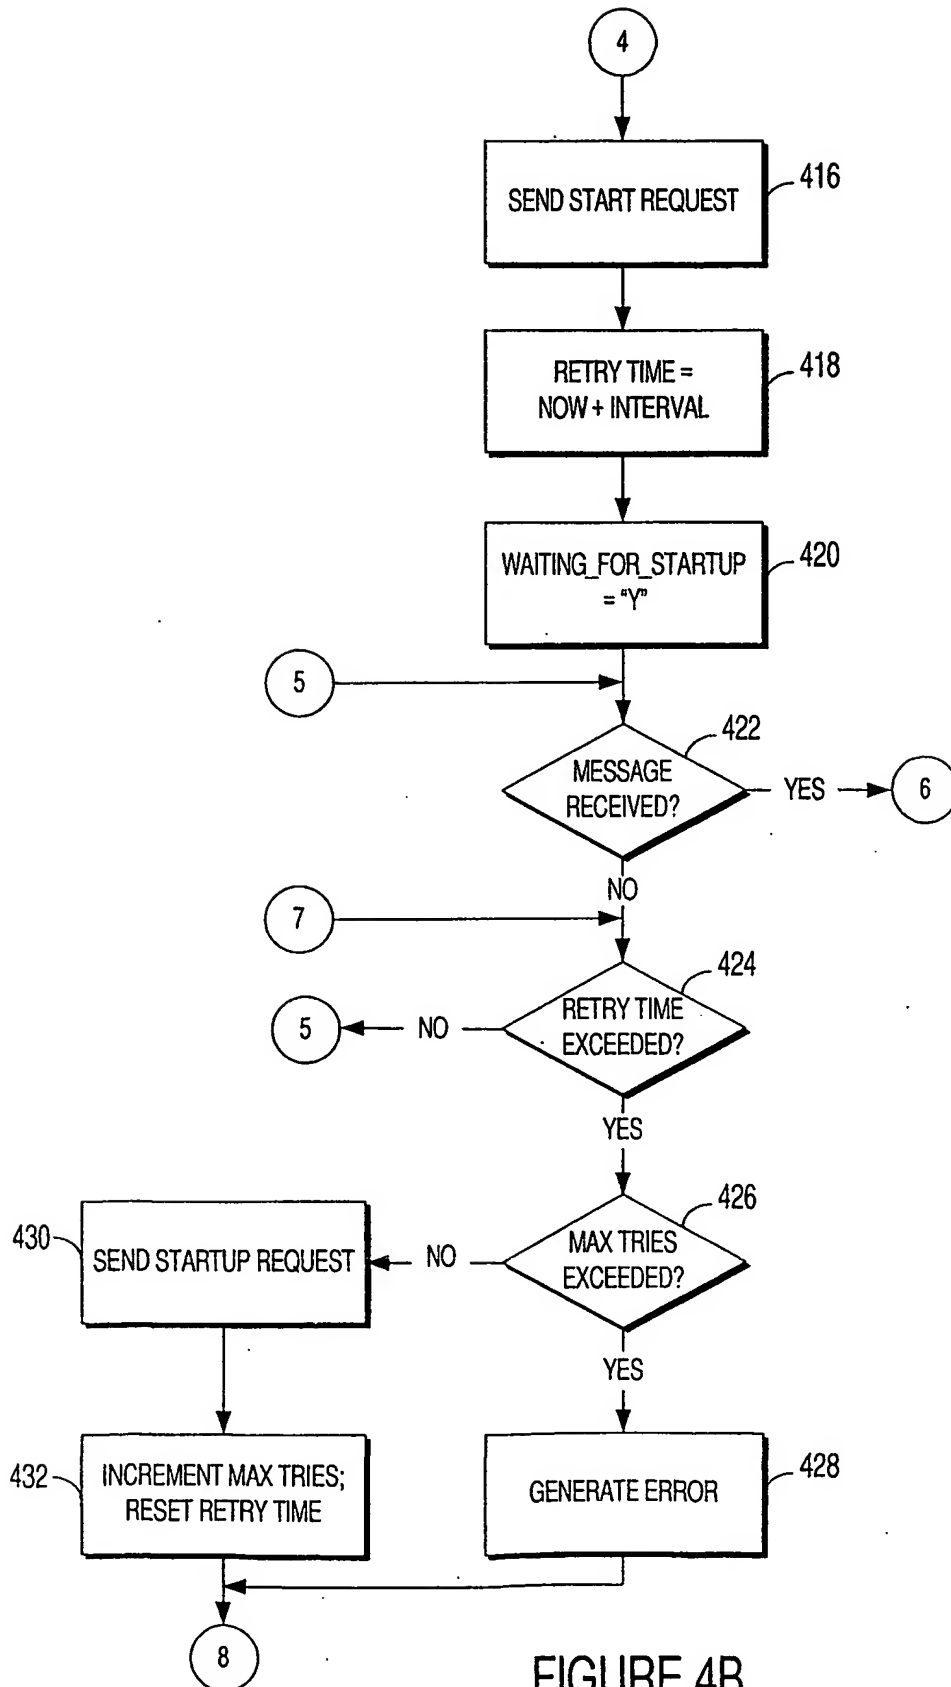 4
SEND START REQUEST
416
RETRY TIME =
NOW + INTERVAL
418
WAITING_FOR_STARTUP
= "Y"
420
5
MESSAGE
RECEIVED?
422
YES
6
NO
7
RETRY TIME
EXCEEDED?
424
NO
5
YES
MAX TRIES
EXCEEDED?
426
NO
430
SEND STARTUP REQUEST
YES
432
INCREMENT MAX TRIES;
RESET RETRY TIME
GENERATE ERROR
428
8
FIGURE 4B